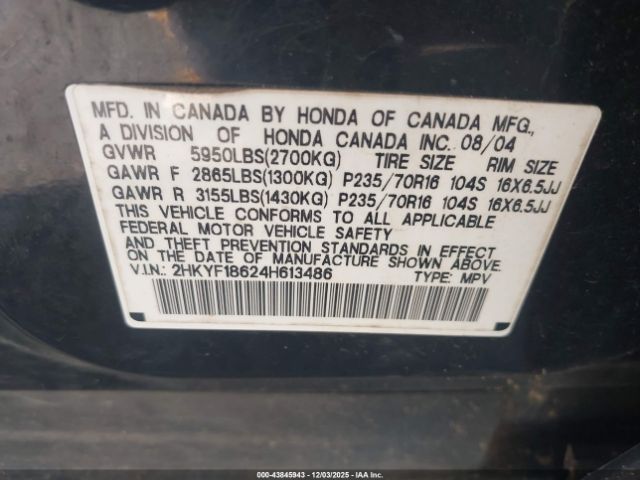 MFD. IN CANADA BY HONDA OF CANADA MFG.,
A DIVISION OF HONDA CANADA INC. 08/04
GVWR 5950LBS(2700KG) TIRE SIZE RIM SIZE
GAWR F 2865LBS(1300KG) P235/70R16 104S 16X6.5JJ
GAWR R 3155LBS(1430KG) P235/70R16 104S 16X6.5JJ
THIS VEHICLE CONFORMS TO ALL APPLICABLE
FEDERAL MOTOR VEHICLE SAFETY
AND THEFT PREVENTION STANDARDS IN EFFECT
ON THE DATE OF MANUFACTURE SHOWN ABOVE.
V.I.N.: 2HKYF18624H613486 TYPE: MPV
000-43845943 12/03/2025 IAA Inc.